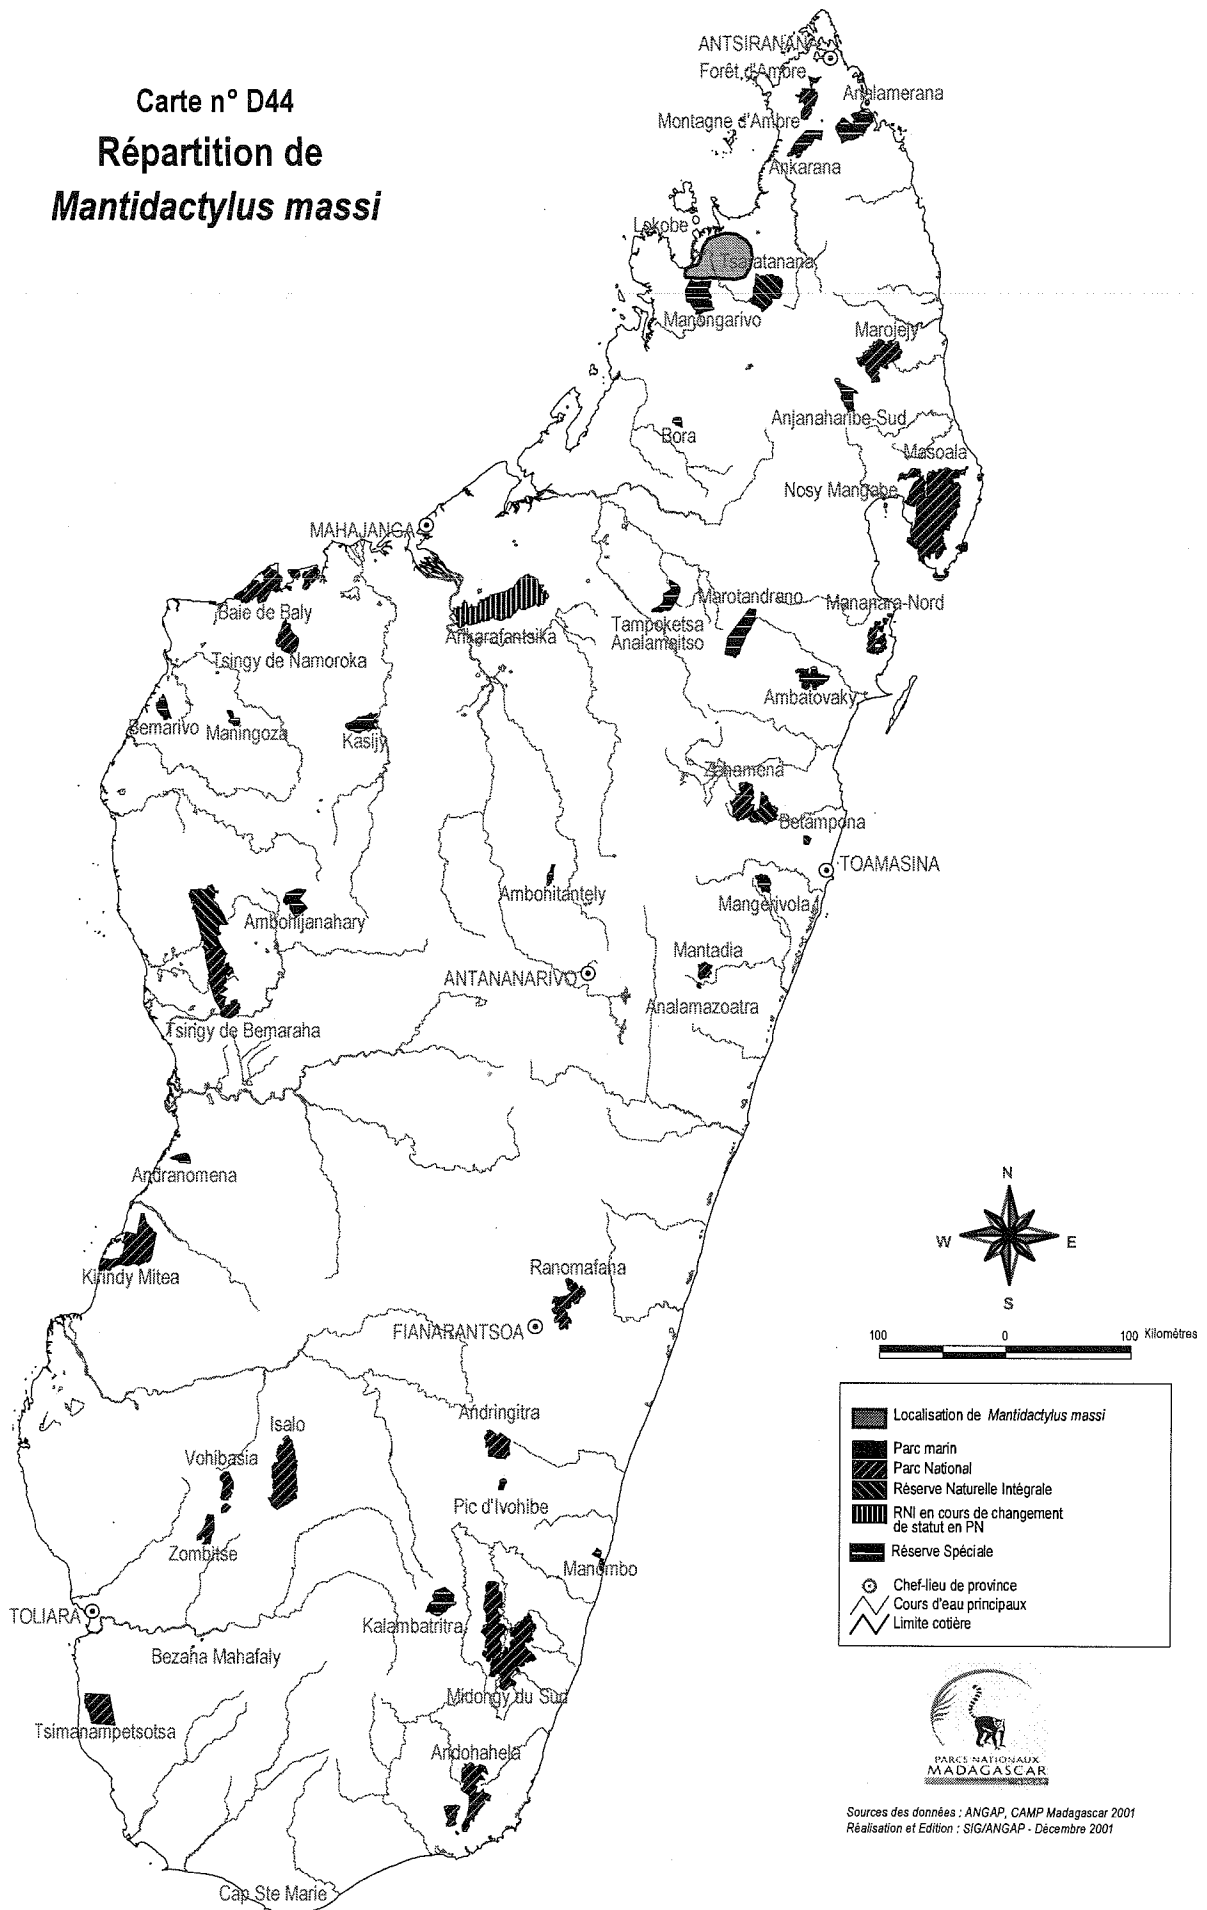 Carte n° D44
Répartition de
Mantidactylus massi
ANTSIRANANA
Forêt d'Ambre
Analamerana
Montagne d'Ambre
Ankarana
Lokobe
Tsaratanana
Manongarivo
Marojejy
Anjanaharibe-Sud
Bora
Masoala
Nosy Mangabe
MAHAJANGA
Baie de Baly
Ankarafantsika
Tampoketsa
Analamaitso
Marotandrano
Mananara-Nord
Tsingy de Namoroka
Ambatovaky
Bemarivo
Maningoza
Kasijy
Zahamena
Betampona
TOAMASINA
Ambohitantely
Mangerivola
Ambohijanahary
Mantadia
ANTANANARIVO
Analamazoatra
Tsingy de Bemaraha
Andranomena
Kirindy Mitea
Ranomafana
FIANARANTSOA
Andringitra
Isalo
Vohibasia
Pic d'Ivohibe
Zombitse
Manombo
TOLIARA
Kalambatritra
Bezaha Mahafaly
Midongy du Sud
Tsimanampetsotsa
Andohahela
Cap Ste Marie
N
W
E
S
100 0 100 Kilomètres
Localisation de Mantidactylus massi
Parc marin
Parc National
Réserve Naturelle Intégrale
RNI en cours de changement
de statut en PN
Réserve Spéciale
Chef-lieu de province
Cours d'eau principaux
Limite cotière
PARCS NATIONAUX
MADAGASCAR
Sources des données : ANGAP, CAMP Madagascar 2001
Réalisation et Edition : SIG/ANGAP - Décembre 2001